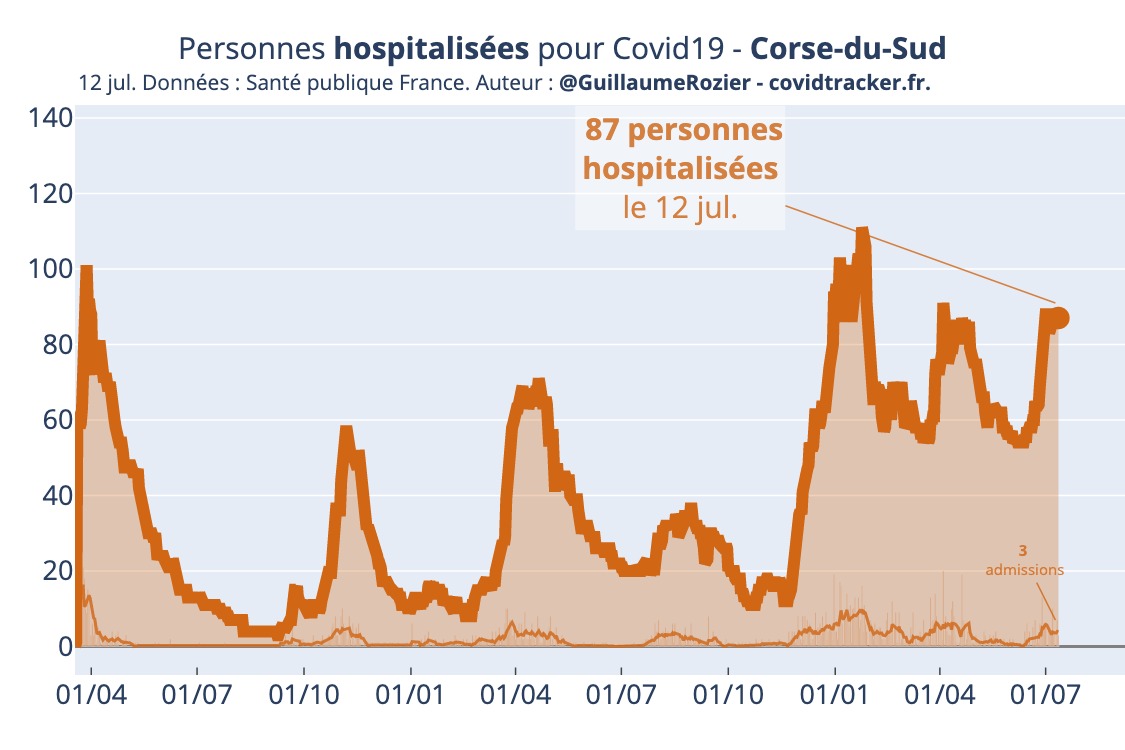 Personnes hospitalisées pour Covid19 - Corse-du-Sud
12 jul. Données : Santé publique France. Auteur : @GuillaumeRozier - covidtracker.fr.
140
87 personnes
hospitalisées
le 12 jul.
120
100
80
60
40
3
admissions
20
0
01/04 01/07 01/10 01/01 01/04 01/07 01/10 01/01 01/04 01/07